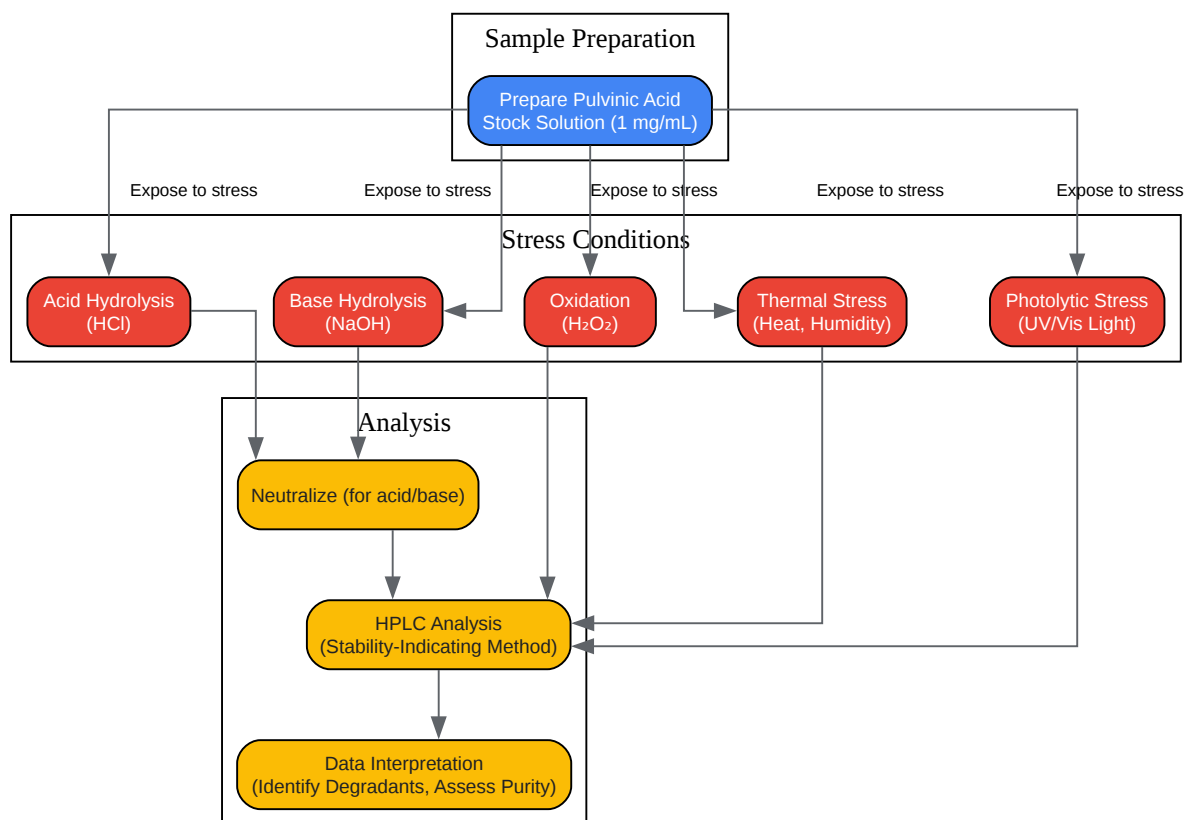 Sample Preparation
Prepare Pulvinic Acid
Stock Solution (1 mg/mL)
Expose to stress
Expose to stress
Expose to stress
Expose to stress
Expose to stress
Stress Conditions
Acid Hydrolysis
(HCl)
Base Hydrolysis
(NaOH)
Oxidation
(H₂O₂)
Thermal Stress
(Heat, Humidity)
Photolytic Stress
(UV/Vis Light)
Analysis
Neutralize (for acid/base)
HPLC Analysis
(Stability-Indicating Method)
Data Interpretation
(Identify Degradants, Assess Purity)